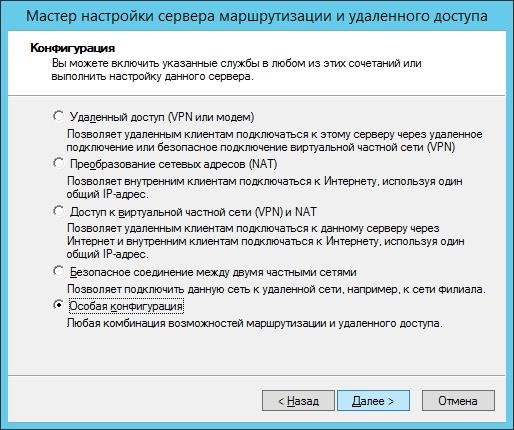 Мастер настройки сервера маршрутизации и удаленного доступа
Конфигурация
Вы можете включить указанные службы в любом из этих сочетаний или
выполнить настройку данного сервера.
Удаленный доступ (VPN или модем)
Позволяет удаленным клиентам подключаться к этому серверу через удаленное
подключение или безопасное подключение виртуальной частной сети (VPN)
Преобразование сетевых адресов (NAT)
Позволяет внутренним клиентам подключаться к Интернету, используя один
общий IP-адрес.
Доступ к виртуальной частной сети (VPN) и NAT
Позволяет удаленным клиентам подключаться к данному серверу через
Интернет и внутренним клиентам подключаться к Интернету, используя один
общий IP-адрес.
Безопасное соединение между двумя частными сетями
Позволяет подключить данную сеть к удаленной сети, например, к сети филиала.
Особая конфигурация
Любая комбинация возможностей маршрутизации и удаленного доступа.
< Назад Далее > Отмена